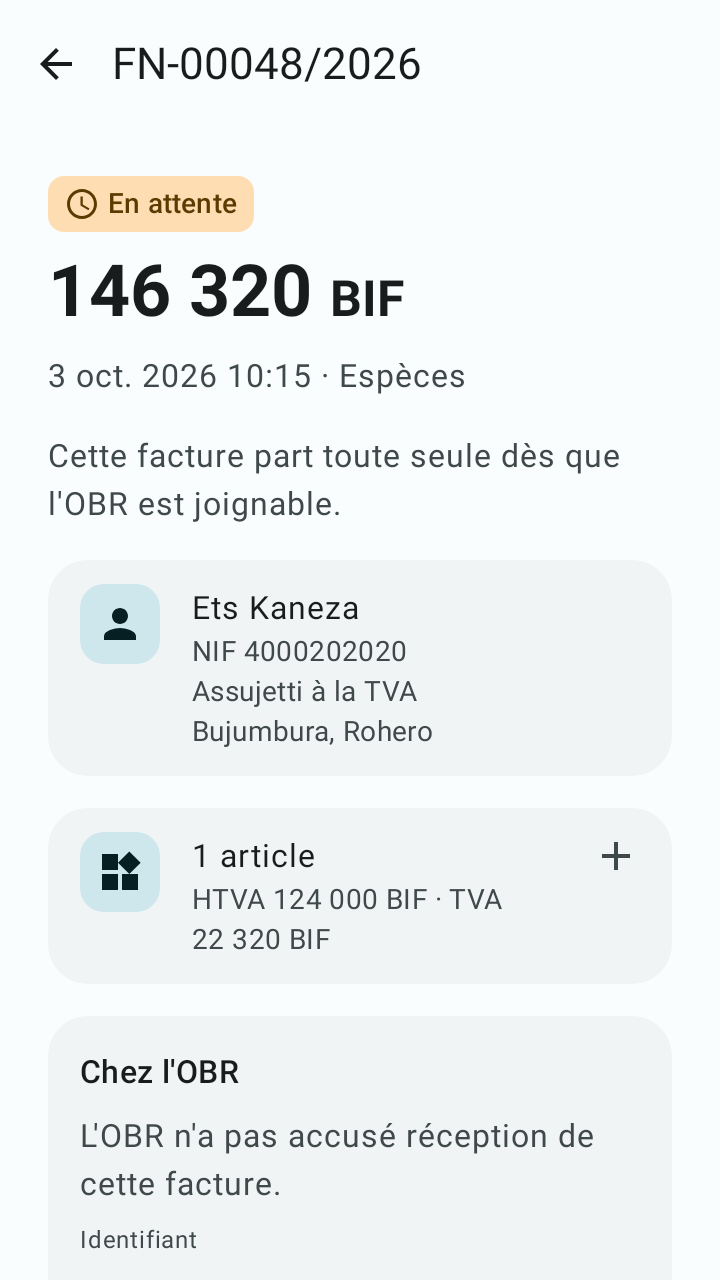 FN-00048/2026
En attente
146 320 BIF
3 oct. 2026 10:15 · Espèces
Cette facture part toute seule dès que
l'OBR est joignable.
Ets Kaneza
NIF 4000202020
Assujetti à la TVA
Bujumbura, Rohero
1 article
HTVA 124 000 BIF · TVA
22 320 BIF
Chez l'OBR
L'OBR n'a pas accusé réception de
cette facture.
Identifiant